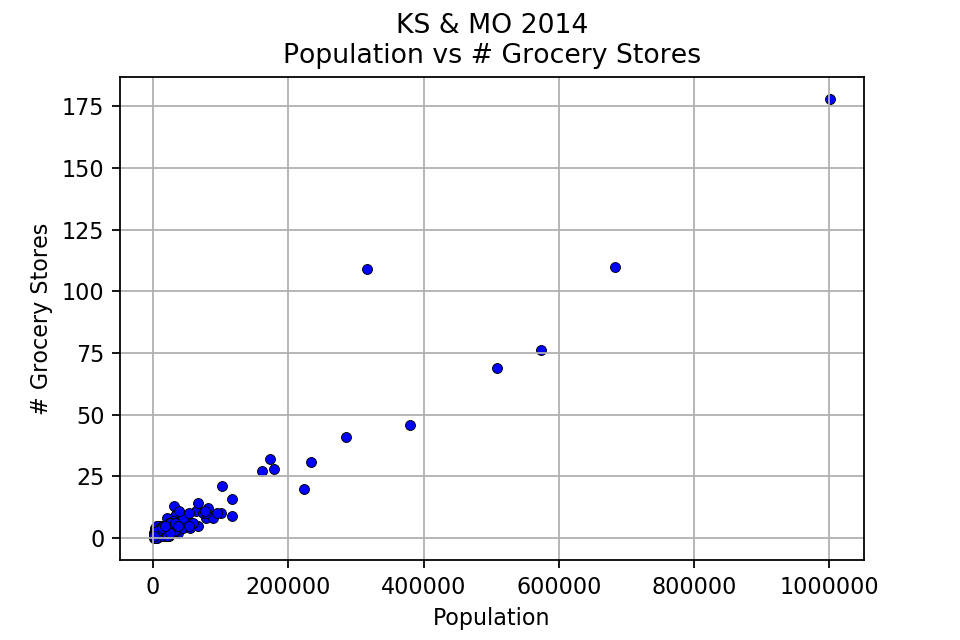 KS & MO 2014
Population vs # Grocery Stores
175
150
125
100
75
50
25
0
# Grocery Stores
0 200000 400000 600000 800000 1000000
Population